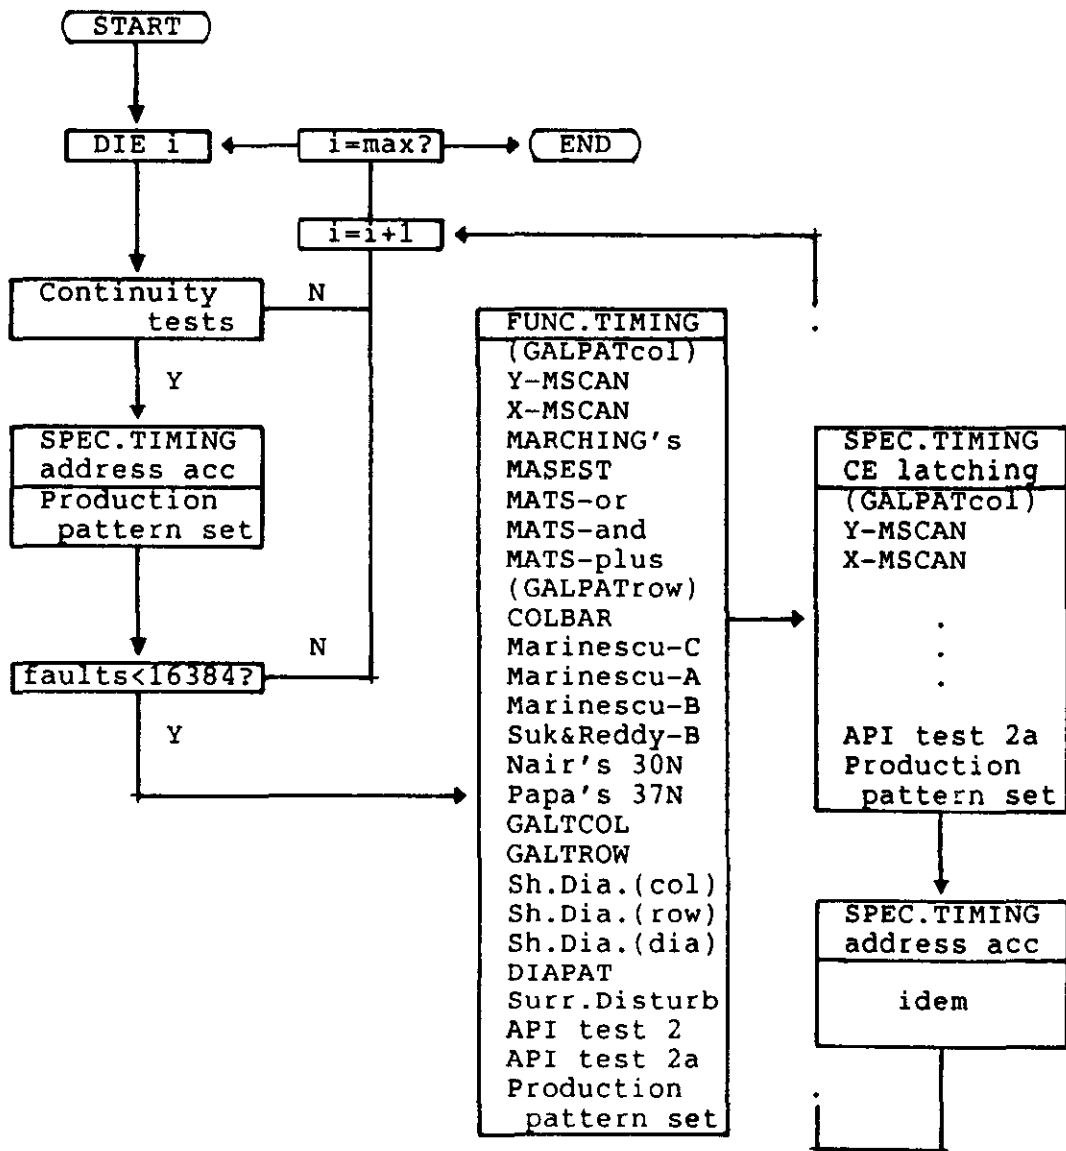 START
DIE i
i=max?
END
i=i+1
Continuity
tests
N
Y
SPEC.TIMING
address acc
Production
pattern set
N
faults<16384?
Y
FUNC.TIMING
(GALPATcol)
Y-MSCAN
X-MSCAN
MARCHING's
MASEST
MATS-or
MATS-and
MATS-plus
(GALPATrow)
COLBAR
Marinescu-C
Marinescu-A
Marinescu-B
Suk&Reddy-B
Nair's 30N
Papa's 37N
GALTCOL
GALTROW
Sh.Dia.(col)
Sh.Dia.(row)
Sh.Dia.(dia)
DIAPAT
Surr.Disturb
API test 2
API test 2a
Production
pattern set
SPEC.TIMING
CE latching
(GALPATcol)
Y-MSCAN
X-MSCAN
.
.
.
API test 2a
Production
pattern set
SPEC.TIMING
address acc
idem